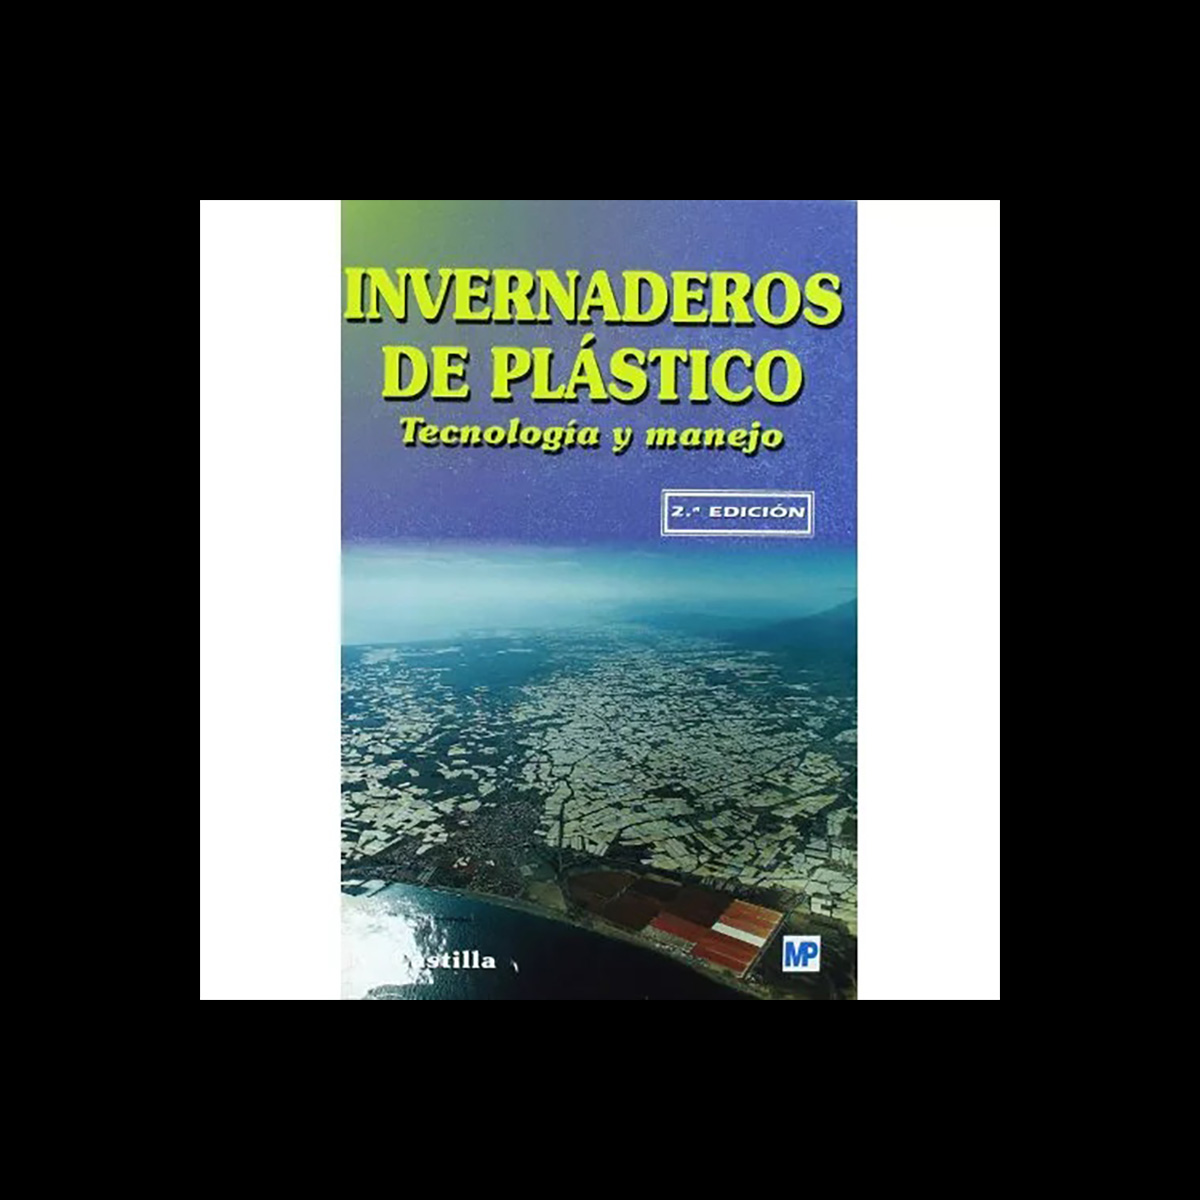 INVERNADEROS
DE PLÁSTICO
Tecnología y manejo
2.ª EDICIÓN
MP